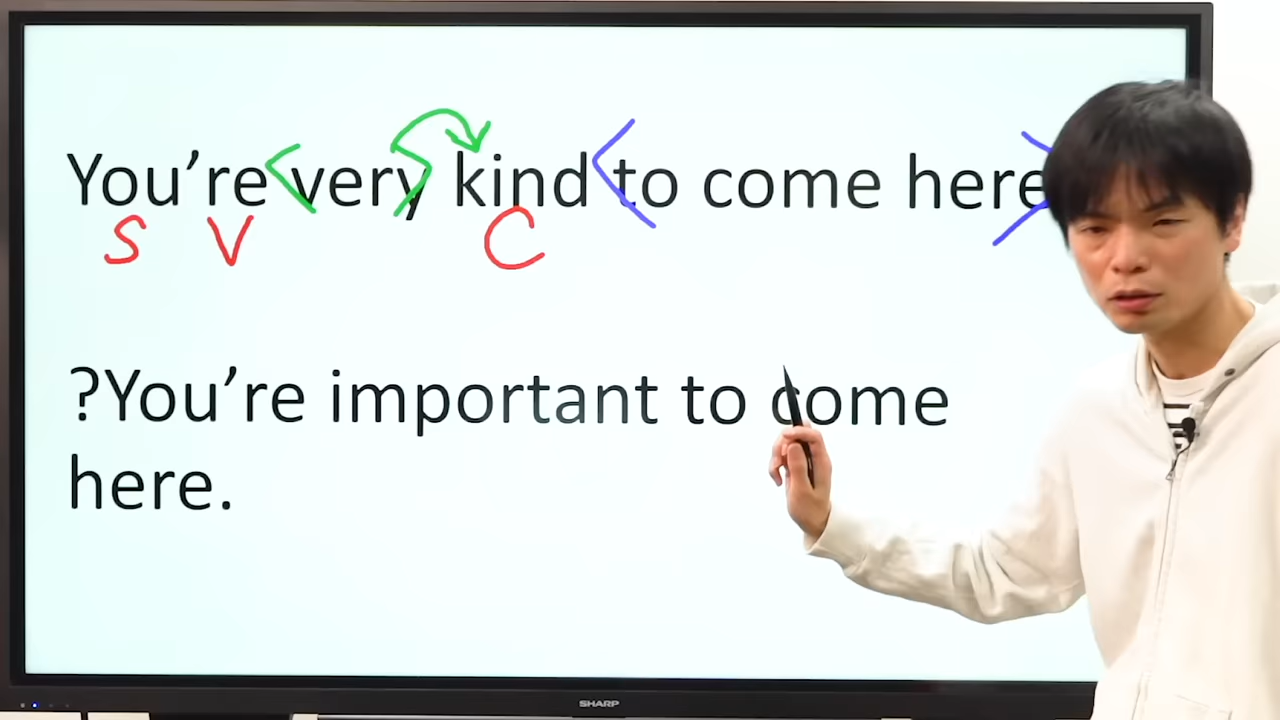 You're very kind to come here
S V C
?You're important to come
here.
SHARP